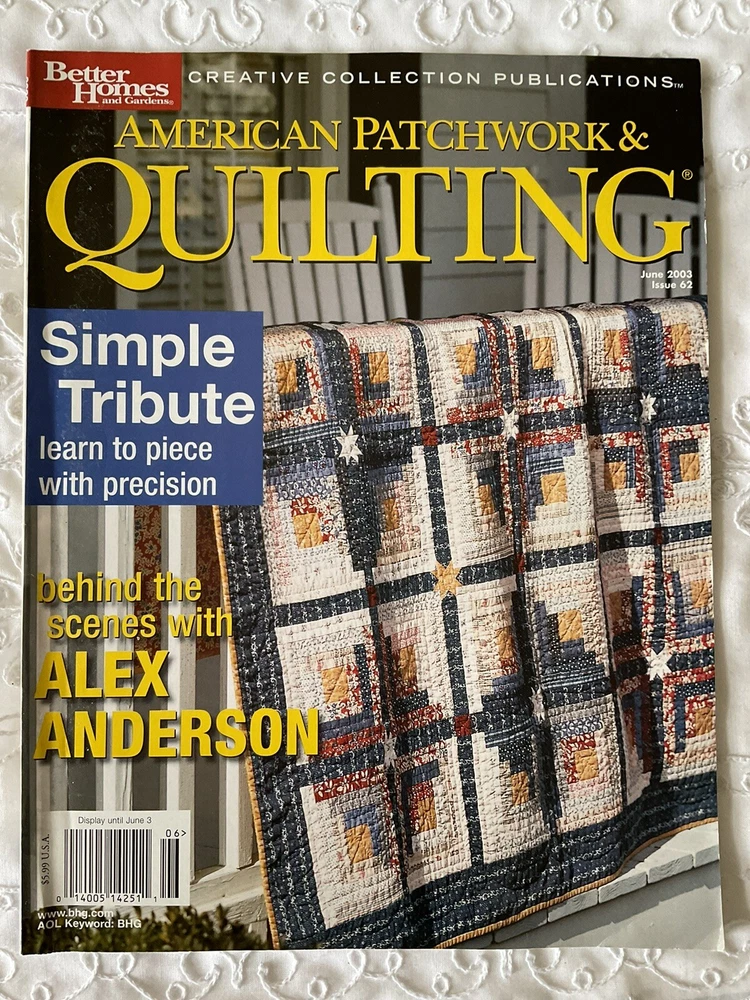 Better
Homes
and Gardens®
CREATIVE COLLECTION PUBLICATIONS™
AMERICAN PATCHWORK &
QUILTING®
June 2003
Issue 62
Simple
Tribute
learn to piece
with precision
behind the
scenes with
ALEX
ANDERSON
Display until June 3
$5.99 U.S.A.
06>
0 14005 14251 1
www.bhg.com
AOL Keyword: BHG